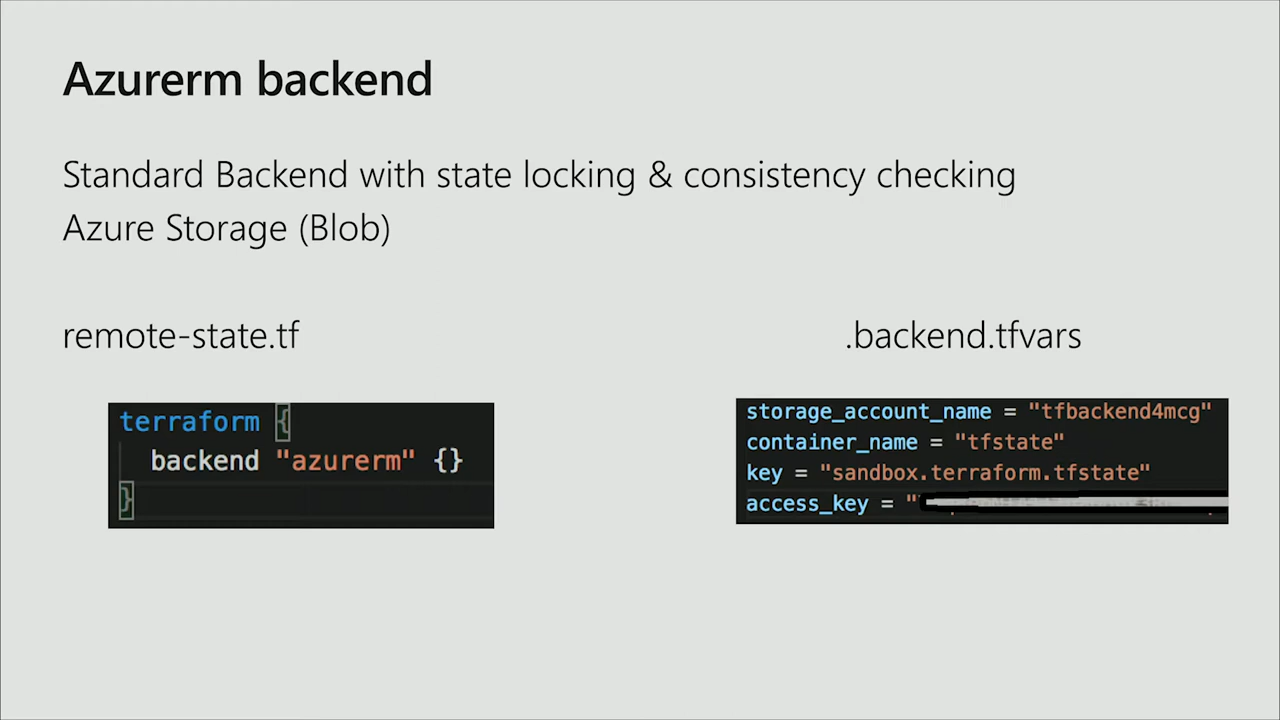 Azurerm backend
Standard Backend with state locking & consistency checking
Azure Storage (Blob)
remote-state.tf
terraform {
backend "azurerm" {}
}
.backend.tfvars
storage_account_name = "tfbackend4mcg"
container_name = "tfstate"
key = "sandbox.terraform.tfstate"
access_key = "